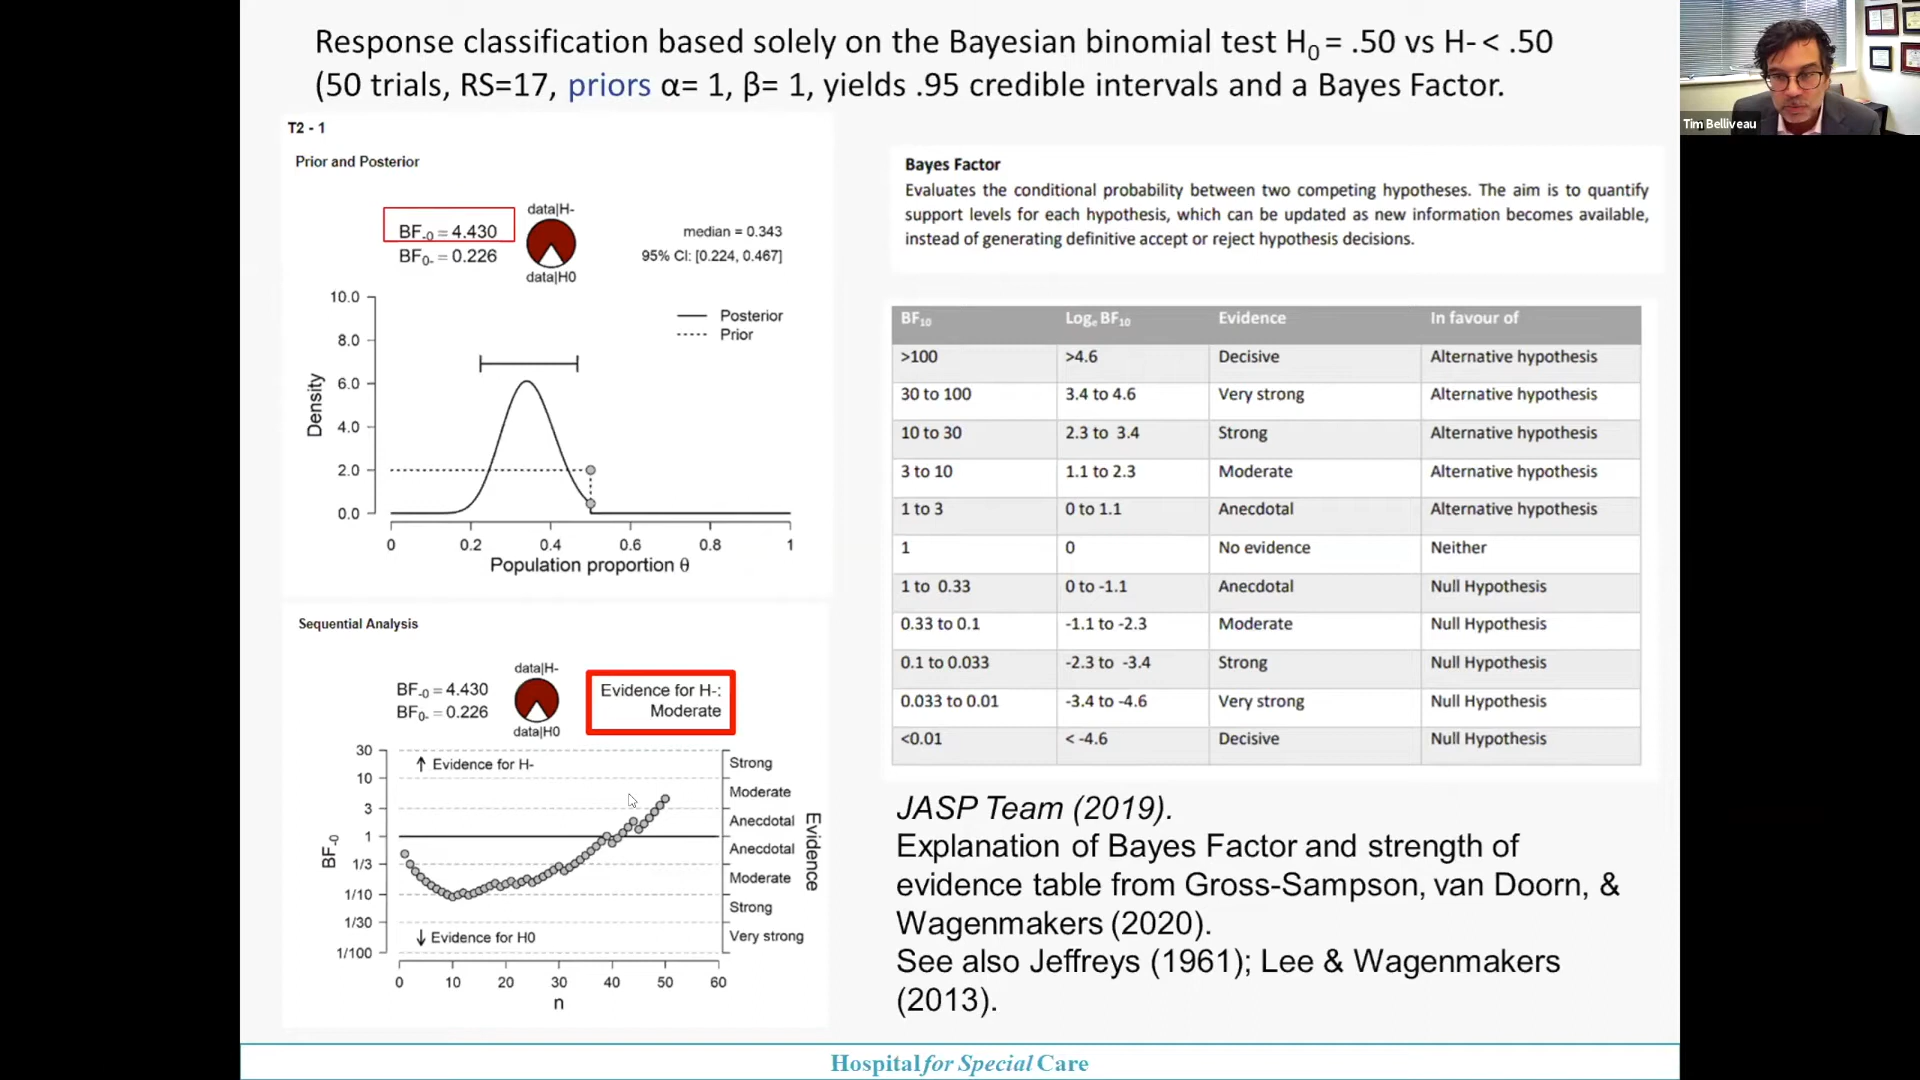 Response classification based solely on the Bayesian binomial test H0 = .50 vs H- < .50
(50 trials, RS=17, priors α= 1, β= 1, yields .95 credible intervals and a Bayes Factor.
Tim Belliveau
T2 - 1
Prior and Posterior
data|H-
BF-0 = 4.430
BF0- = 0.226
data|H0
median = 0.343
95% CI: [0.224, 0.467]
Posterior
Prior
10.0
8.0
6.0
4.0
2.0
0.0
Density
0 0.2 0.4 0.6 0.8 1
Population proportion θ
Sequential Analysis
data|H-
BF-0 = 4.430
BF0- = 0.226
data|H0
Evidence for H-:
Moderate
30
10
3
1
1/3
1/10
1/30
1/100
BF-0
↑ Evidence for H-
↓ Evidence for H0
Strong
Moderate
Anecdotal
Anecdotal
Moderate
Strong
Very strong
Evidence
0 10 20 30 40 50 60
n
Bayes Factor
Evaluates the conditional probability between two competing hypotheses. The aim is to quantify
support levels for each hypothesis, which can be updated as new information becomes available,
instead of generating definitive accept or reject hypothesis decisions.
BF10 Loge BF10 Evidence In favour of
>100 >4.6 Decisive Alternative hypothesis
30 to 100 3.4 to 4.6 Very strong Alternative hypothesis
10 to 30 2.3 to 3.4 Strong Alternative hypothesis
3 to 10 1.1 to 2.3 Moderate Alternative hypothesis
1 to 3 0 to 1.1 Anecdotal Alternative hypothesis
1 0 No evidence Neither
1 to 0.33 0 to -1.1 Anecdotal Null Hypothesis
0.33 to 0.1 -1.1 to -2.3 Moderate Null Hypothesis
0.1 to 0.033 -2.3 to -3.4 Strong Null Hypothesis
0.033 to 0.01 -3.4 to -4.6 Very strong Null Hypothesis
<0.01 < -4.6 Decisive Null Hypothesis
JASP Team (2019).
Explanation of Bayes Factor and strength of
evidence table from Gross-Sampson, van Doorn, &
Wagenmakers (2020).
See also Jeffreys (1961); Lee & Wagenmakers
(2013).
Hospital for Special Care